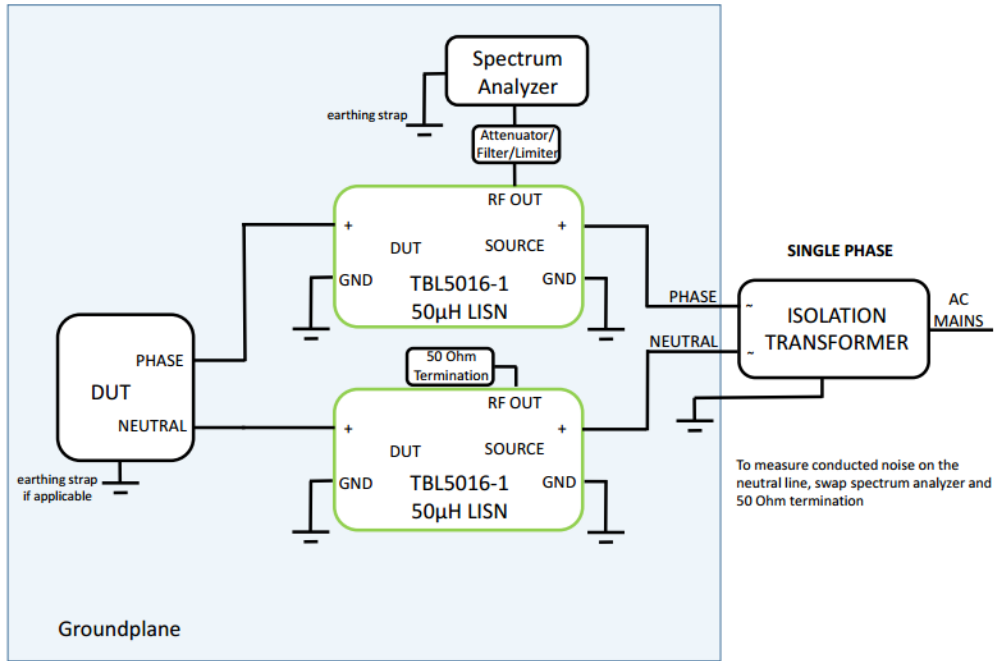 Spectrum
Analyzer
earthing strap
Attenuator/
Filter/Limiter
RF OUT
+
+
DUT
SOURCE
GND
GND
TBL5016-1
50µH LISN
SINGLE PHASE
PHASE
~
ISOLATION
TRANSFORMER
AC
MAINS
NEUTRAL
~
50 Ohm
Termination
PHASE
DUT
NEUTRAL
RF OUT
+
+
DUT
SOURCE
GND
GND
TBL5016-1
50µH LISN
earthing strap
if applicable
To measure conducted noise on the
neutral line, swap spectrum analyzer and
50 Ohm termination
Groundplane